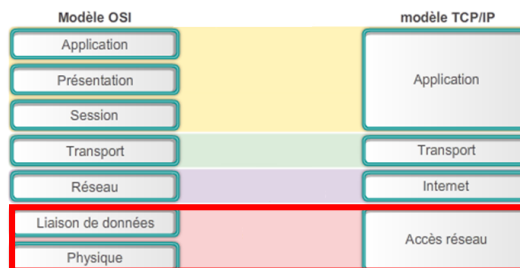 Modèle OSI
modèle TCP/IP
Application
Présentation
Session
Application
Transport
Transport
Réseau
Internet
Liaison de données
Physique
Accès réseau